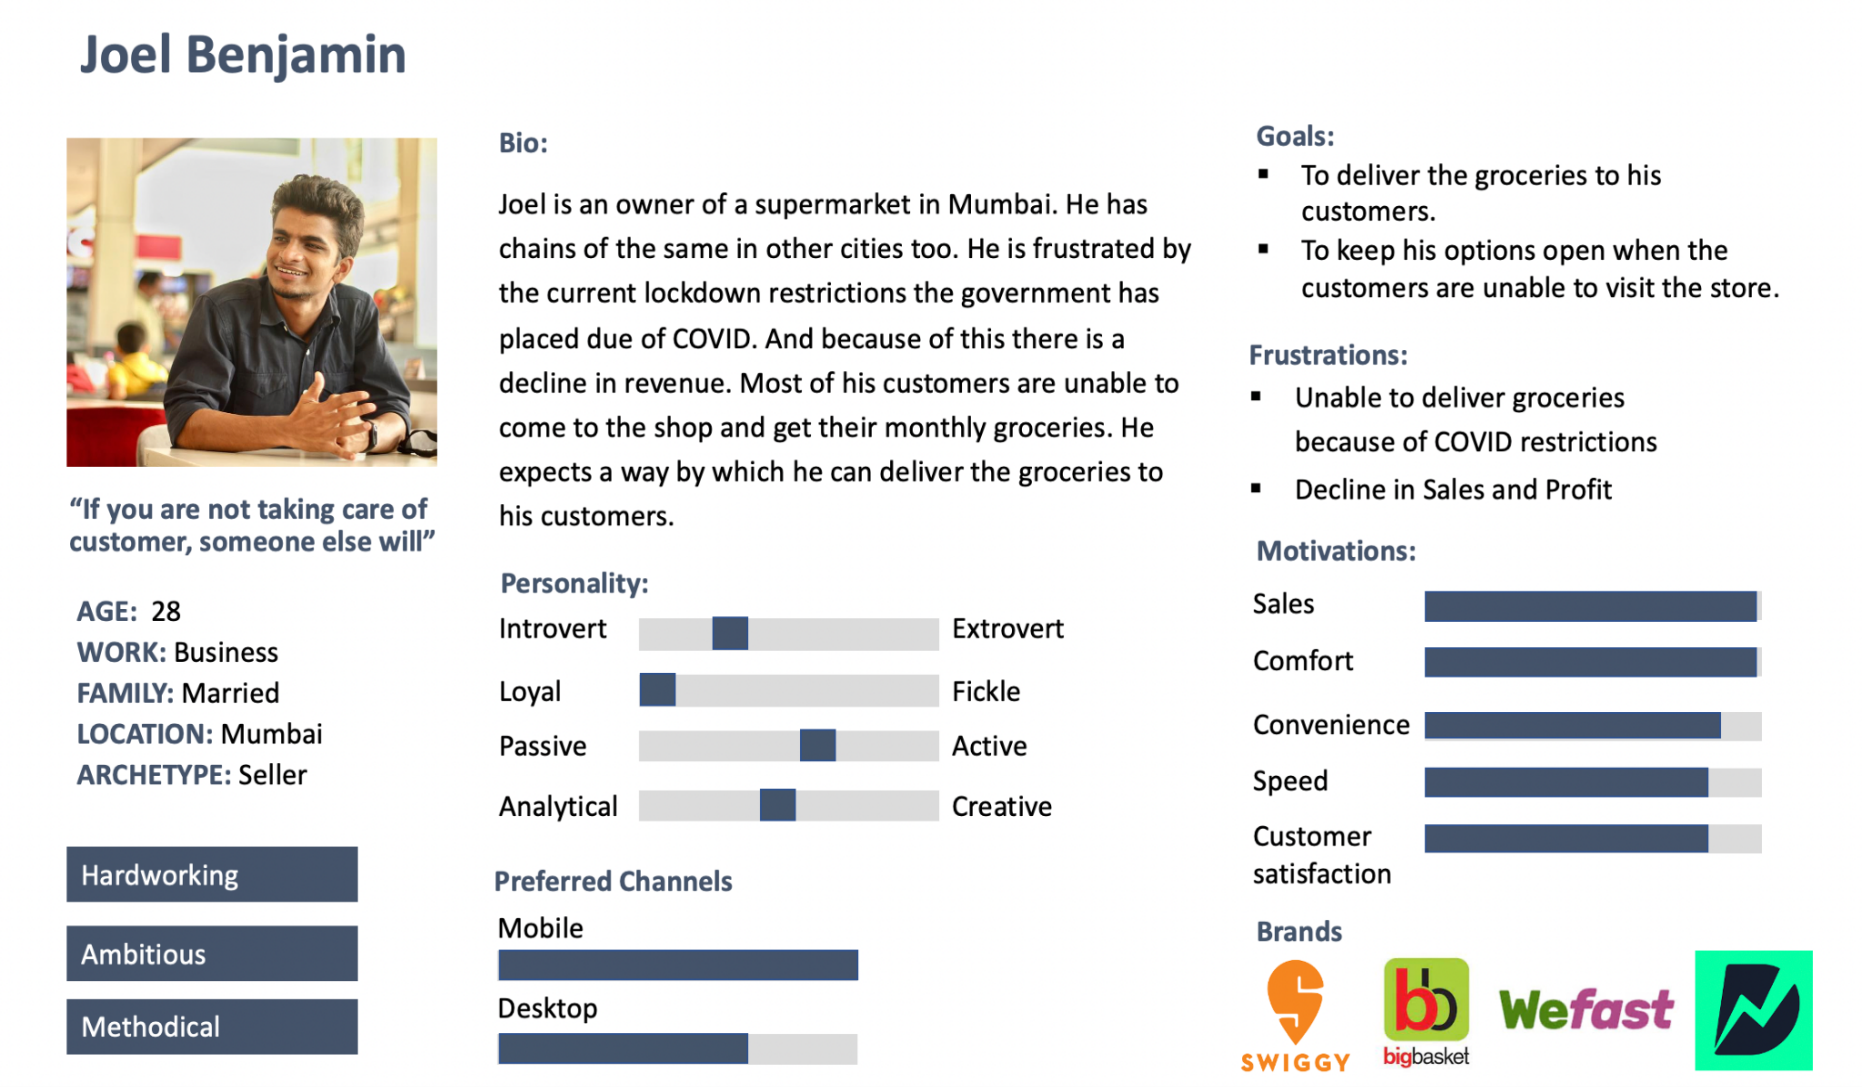 Joel Benjamin
“If you are not taking care of
customer, someone else will”
AGE: 28
WORK: Business
FAMILY: Married
LOCATION: Mumbai
ARCHETYPE: Seller
Hardworking
Ambitious
Methodical
Bio:
Joel is an owner of a supermarket in Mumbai. He has
chains of the same in other cities too. He is frustrated by
the current lockdown restrictions the government has
placed due of COVID. And because of this there is a
decline in revenue. Most of his customers are unable to
come to the shop and get their monthly groceries. He
expects a way by which he can deliver the groceries to
his customers.
Personality:
Introvert Extrovert
Loyal Fickle
Passive Active
Analytical Creative
Preferred Channels
Mobile
Desktop
Goals:
▪ To deliver the groceries to his
customers.
▪ To keep his options open when the
customers are unable to visit the store.
Frustrations:
▪ Unable to deliver groceries
because of COVID restrictions
▪ Decline in Sales and Profit
Motivations:
Sales
Comfort
Convenience
Speed
Customer
satisfaction
Brands
SWIGGY
bb
bigbasket
Wefast